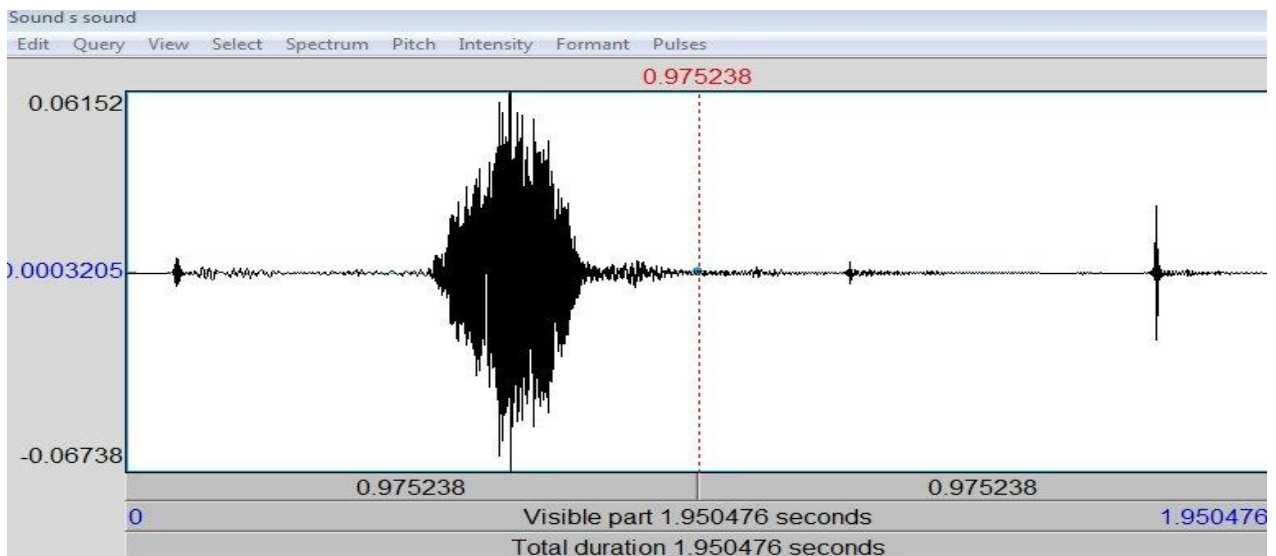 Sound s sound
Edit Query View Select Spectrum Pitch Intensity Formant Pulses
0.975238
0.06152
0.0003205
-0.06738
0.975238 0.975238
0 Visible part 1.950476 seconds 1.950476
Total duration 1.950476 seconds